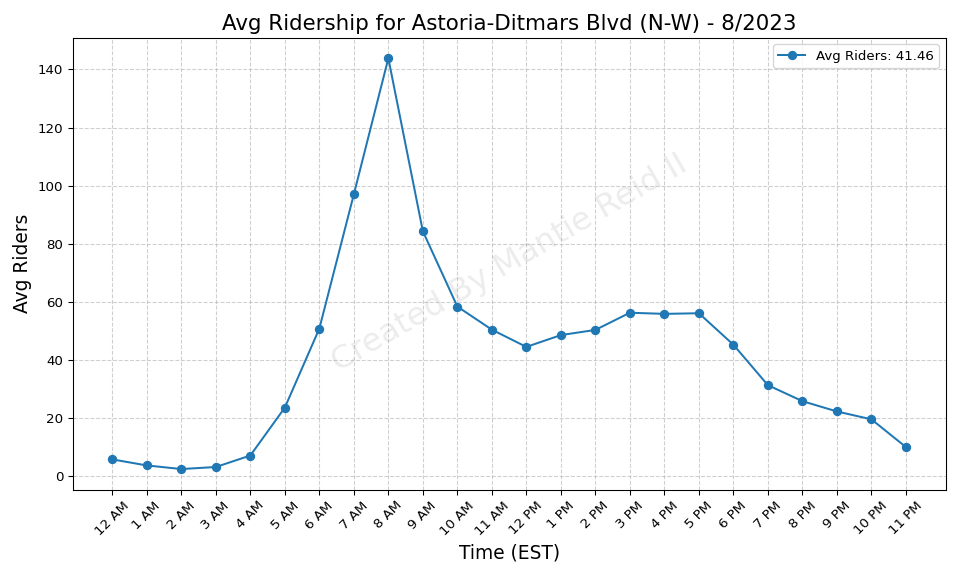 Avg Ridership for Astoria-Ditmars Blvd (N-W) - 8/2023
Avg Riders: 41.46
140
120
100
80
60
40
20
0
Avg Riders
Created By Mantie Reid II
12 AM
1 AM
2 AM
3 AM
4 AM
5 AM
6 AM
7 AM
8 AM
9 AM
10 AM
11 AM
12 PM
1 PM
2 PM
3 PM
4 PM
5 PM
6 PM
7 PM
8 PM
9 PM
10 PM
11 PM
Time (EST)